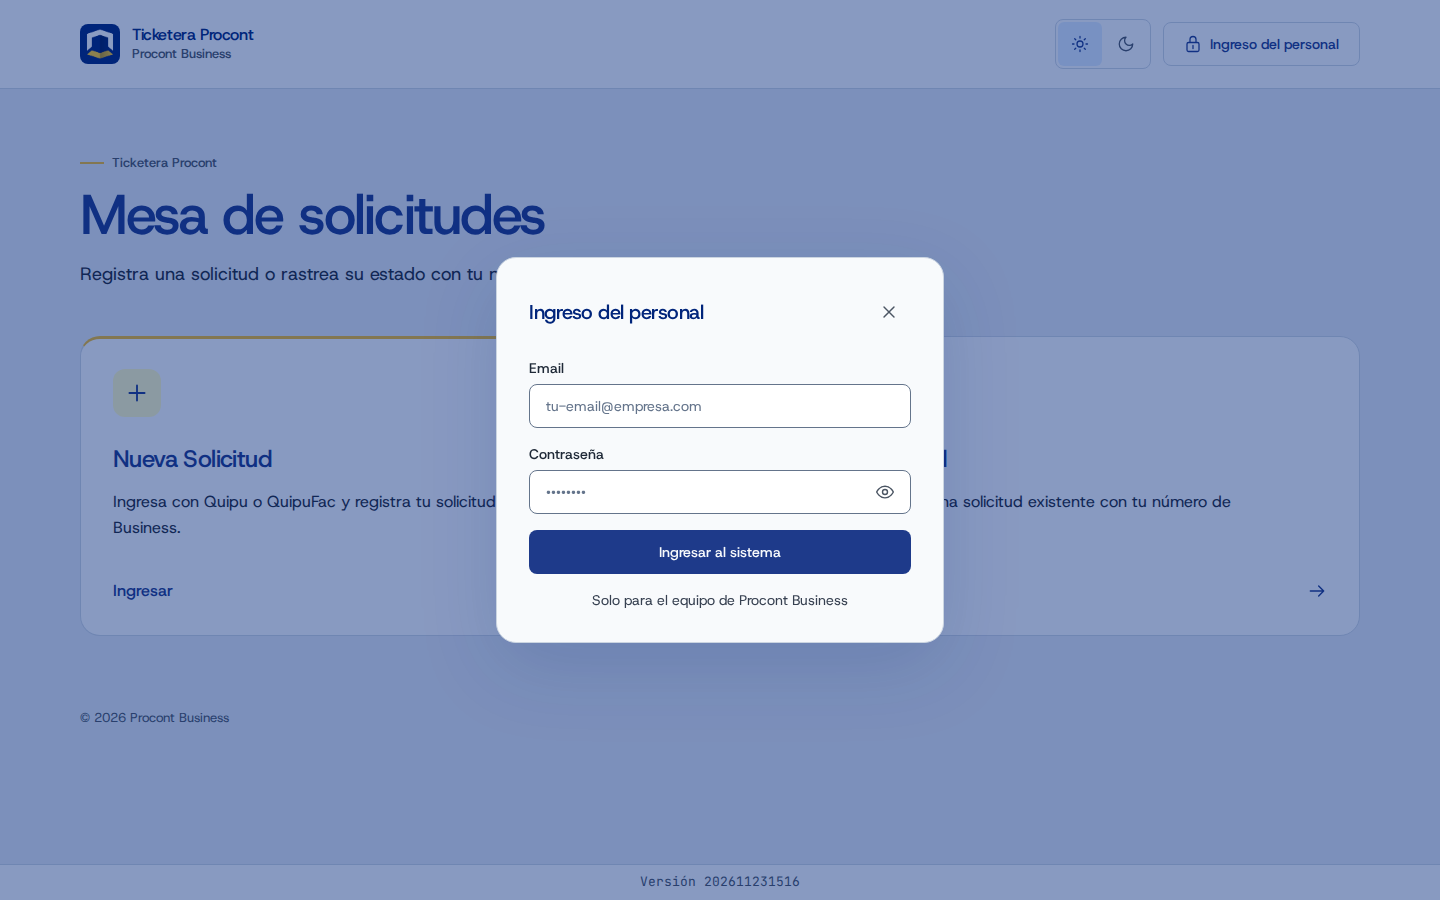 Ticketera Procont
Procont Business
Ingreso del personal
Ticketera Procont
Mesa de solicitudes
Registra una solicitud o rastrea su estado con tu
Ingreso del personal
Email
tu-email@empresa.com
Contraseña
••••••••
Ingresar al sistema
Solo para el equipo de Procont Business
Nueva Solicitud
Ingresa con Quipu o QuipuFac y registra tu solicitud
Business.
Ingresar
solicitud existente con tu número de
© 2026 Procont Business
Versión 202611231516